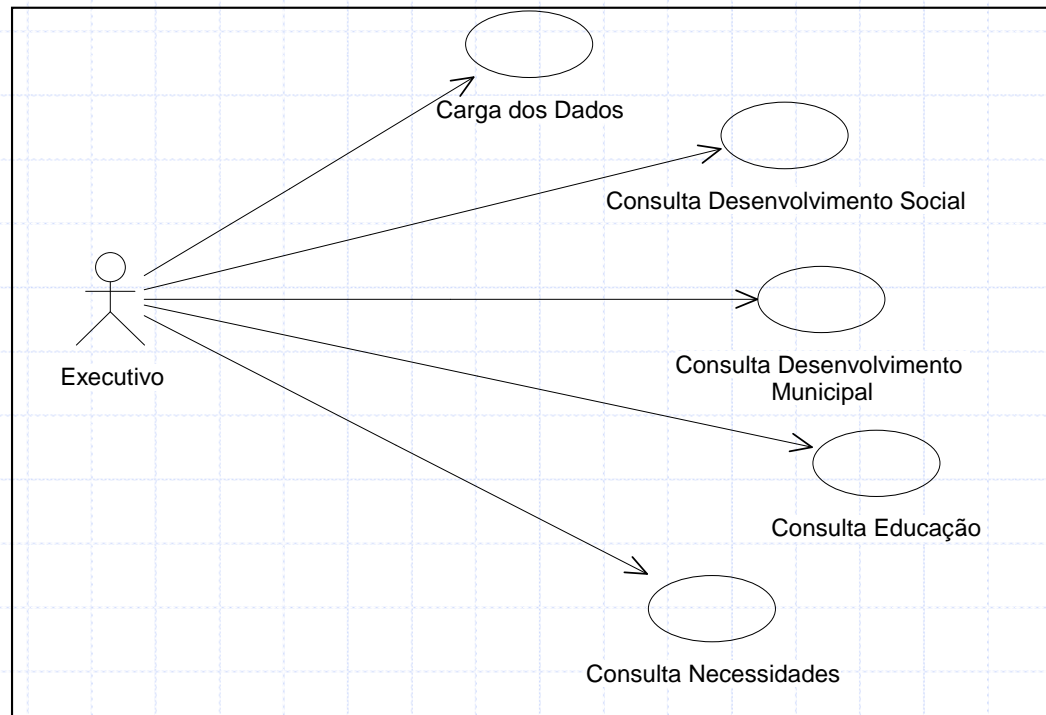 Carga dos Dados
Consulta Desenvolvimento Social
Executivo
Consulta Desenvolvimento
Municipal
Consulta Educação
Consulta Necessidades